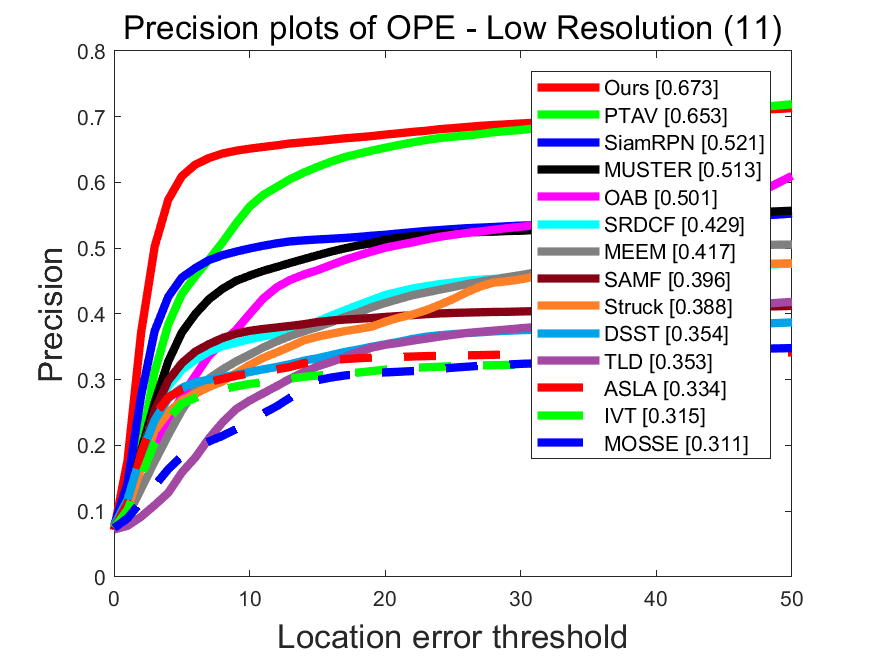 Precision plots of OPE - Low Resolution (11)
0.8
0.7
0.6
0.5
0.4
0.3
0.2
0.1
0
Precision
Ours [0.673]
PTAV [0.653]
SiamRPN [0.521]
MUSTER [0.513]
OAB [0.501]
SRDCF [0.429]
MEEM [0.417]
SAMF [0.396]
Struck [0.388]
DSST [0.354]
TLD [0.353]
ASLA [0.334]
IVT [0.315]
MOSSE [0.311]
0 10 20 30 40 50
Location error threshold